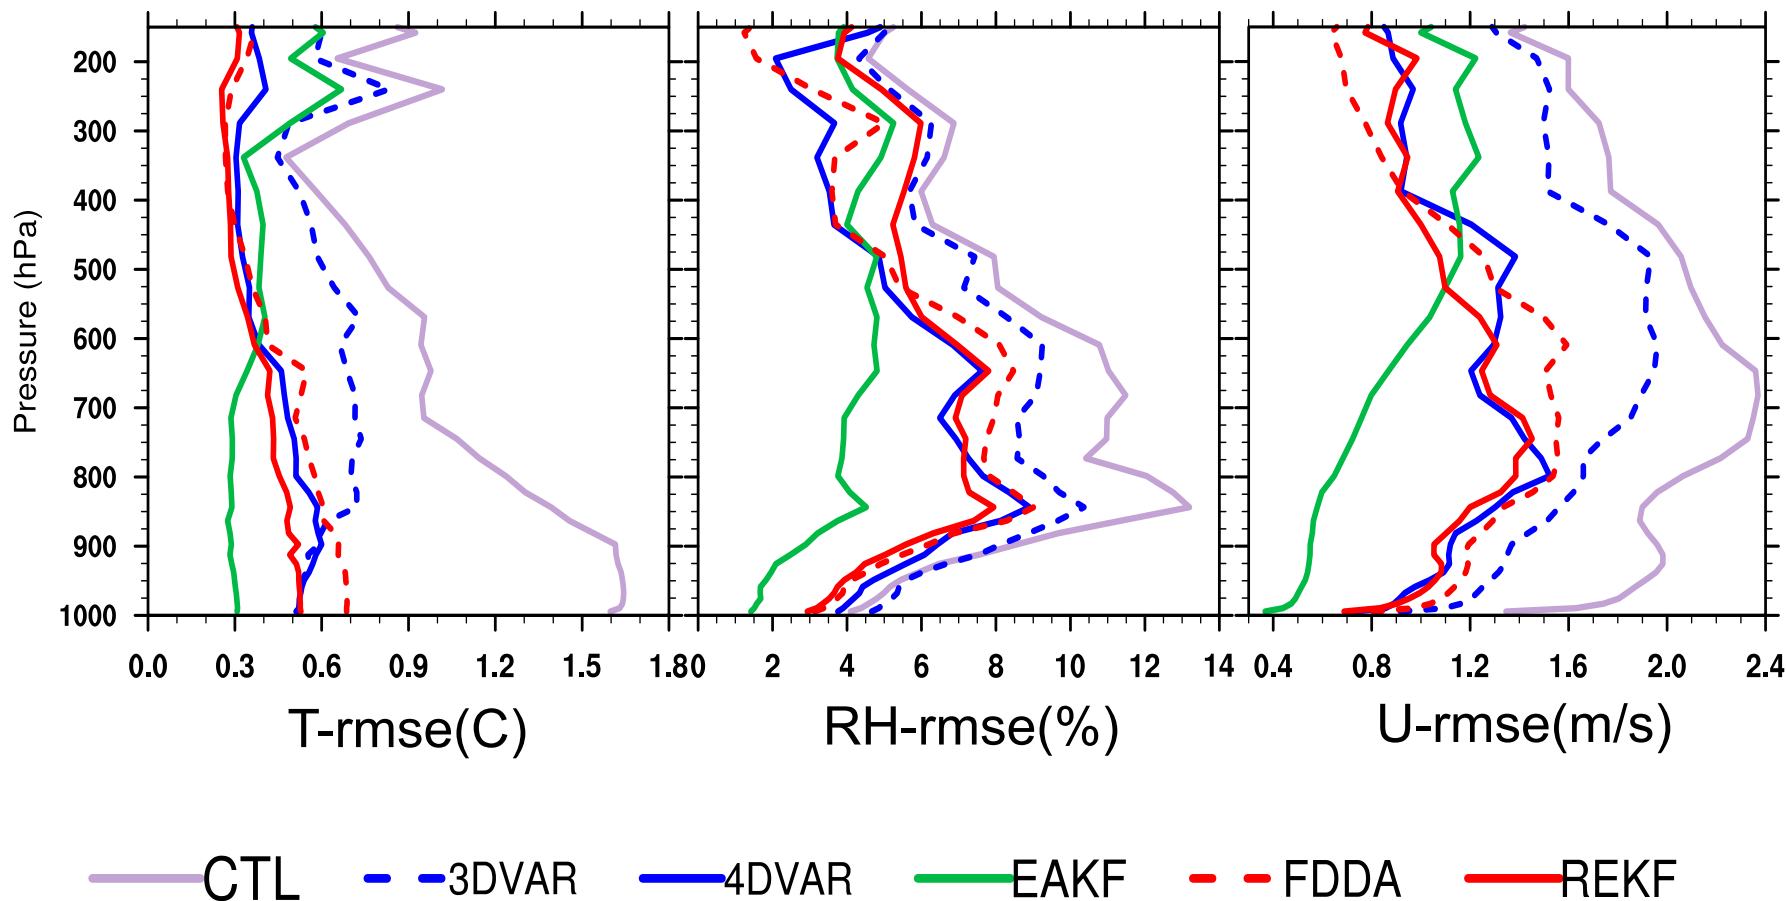 Pressure (hPa)
200
300
400
500
600
700
800
900
1000
0.0 0.3 0.6 0.9 1.2 1.5 1.8
0 2 4 6 8 10 12 14
0.4 0.8 1.2 1.6 2.0 2.4
T-rmse(C) RH-rmse(%) U-rmse(m/s)
CTL 3DVAR 4DVAR EAKF FDDA REKF